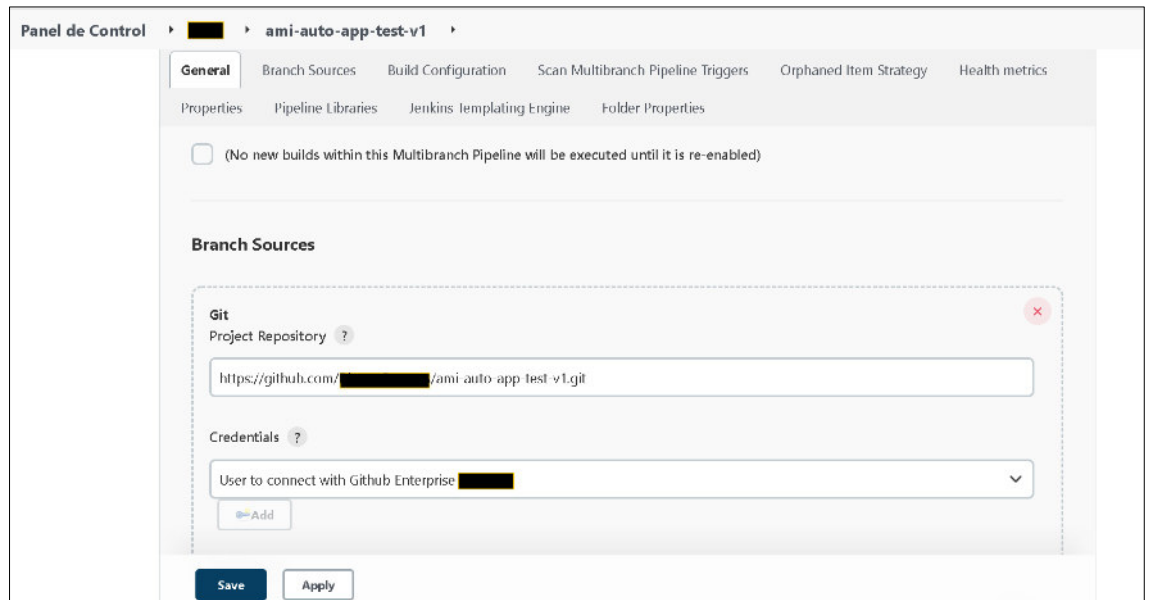 Panel de Control ▸ ▸ ami-auto-app-test-v1 ▸
General Branch Sources Build Configuration Scan Multibranch Pipeline Triggers Orphaned Item Strategy Health metrics
Properties Pipeline Libraries Jenkins Templating Engine Folder Properties
(No new builds within this Multibranch Pipeline will be executed until it is re-enabled)
Branch Sources
Git
Project Repository ?
https://github.com/ /ami-auto-app-test-v1.git
Credentials ?
User to connect with Github Enterprise
Add
Save Apply